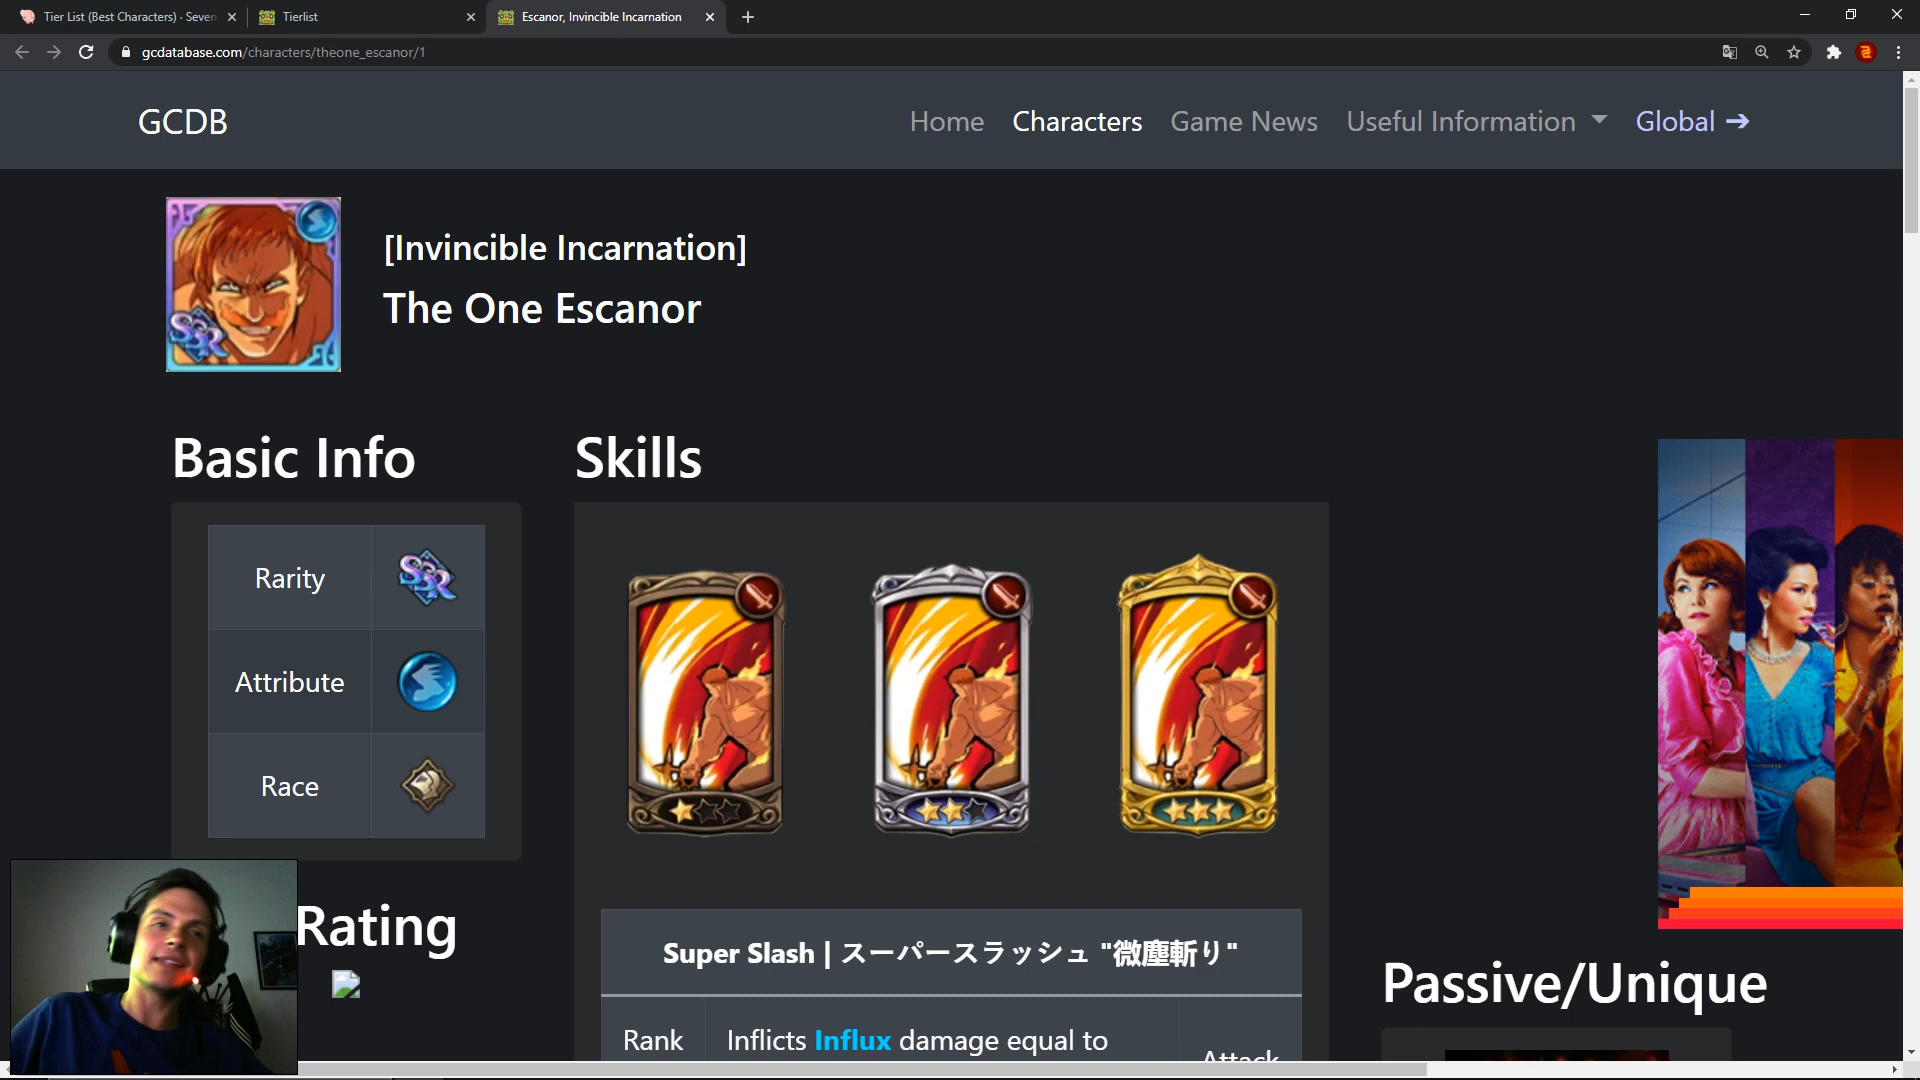 Tier List (Best Characters) · Seven
Tierlist
Escanor, Invincible Incarnation
gcdatabase.com/characters/theone_escanor/1
GCDB
Home
Characters
Game News
Useful Information
Global ➔
[Invincible Incarnation]
The One Escanor
SSR
Basic Info
Skills
Rarity
SSR
Attribute
Race
Rating
Super Slash | スーパースラッシュ "微塵斬り"
Rank
Inflicts Influx damage equal to
Attack
Passive/Unique